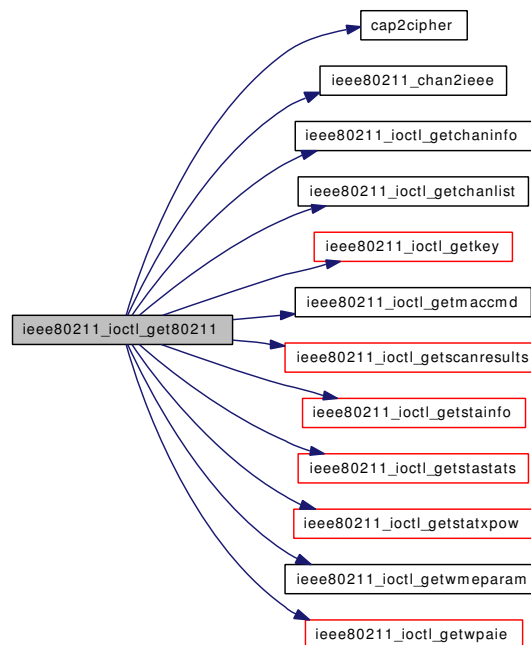 cap2cipher
ieee80211_chan2ieee
ieee80211_ioctl_getchaninfo
ieee80211_ioctl_getchanlist
ieee80211_ioctl_getkey
ieee80211_ioctl_getmaccmd
ieee80211_ioctl_get80211
ieee80211_ioctl_getscanresults
ieee80211_ioctl_getstainfo
ieee80211_ioctl_getstastats
ieee80211_ioctl_getstatxpow
ieee80211_ioctl_getwmeparam
ieee80211_ioctl_getwpaie